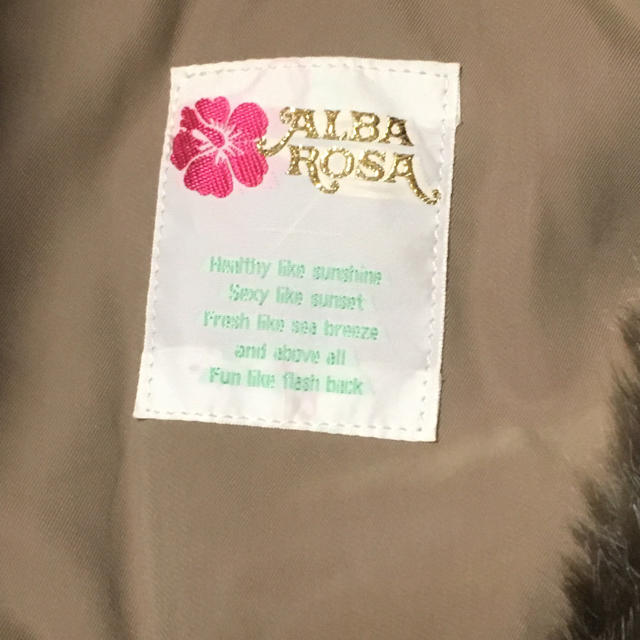 ALBA
ROSA
Healthy like sunshine
Sexy like sunset
Fresh like sea breeze
and above all
Fun like flash back